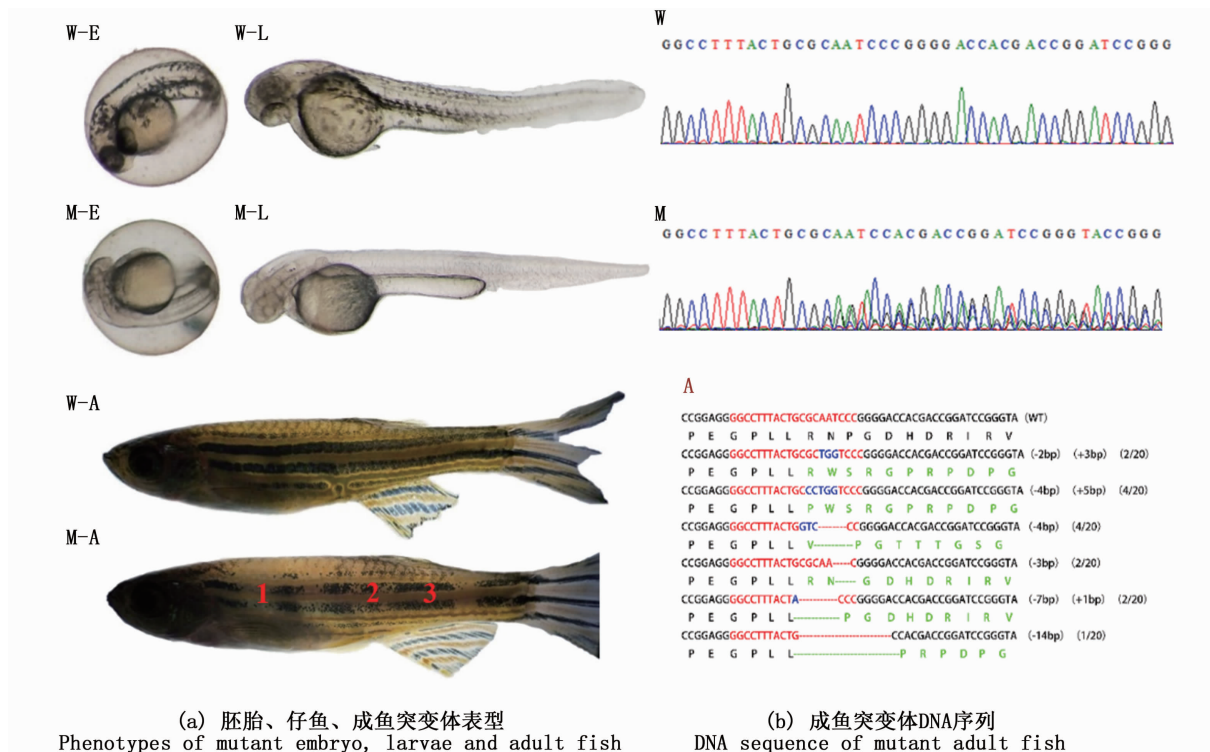 W-E
W-L
M-E
M-L
W-A
M-A
1 2 3
(a) 胚胎、仔鱼、成鱼突变体表型
Phenotypes of mutant embryo, larvae and adult fish
W
GGCCTTTACTGCGCAATCCCGGGGACCACGACCGGATCCGGG
M
GGCCTTTACTGCGCAATCCACGACCGGATCCGGGTACCGGG
A
CCGGAGGGGCCTTTACTGCGCAATCCCGGGGACCACGACCGGATCCGGGTA (WT)
P E G P L L R N P G D H D R I R V
CCGGAGGGGCCTTTACTGCGCTGGTCCCGGGGACCACGACCGGATCCGGGTA (-2bp) (+3bp) (2/20)
P E G P L L R W S R G P R P D P G
CCGGAGGGGCCTTTACTGCCCTGGTCCCGGGGACCACGACCGGATCCGGGTA (-4bp) (+5bp) (4/20)
P E G P L L P W S R G P R P D P G
CCGGAGGGGCCTTTACTGGTC-------CCGGGGACCACGACCGGATCCGGGTA (-4bp) (4/20)
P E G P L L V----------P G T T T G S G
CCGGAGGGGCCTTTACTGCGCAA-----CGGGGACCACGACCGGATCCGGGTA (-3bp) (2/20)
P E G P L L R N----- G D H D R I R V
CCGGAGGGGCCTTTACTA----------CCCGGGGACCACGACCGGATCCGGGTA (-7bp) (+1bp) (2/20)
P E G P L L-----------P G D H D R I R V
CCGGAGGGGCCTTTACTG-----------------------CCACGACCGGATCCGGGTA (-14bp) (1/20)
P E G P L L--------------------------P R P D P G
(b) 成鱼突变体DNA序列
DNA sequence of mutant adult fish